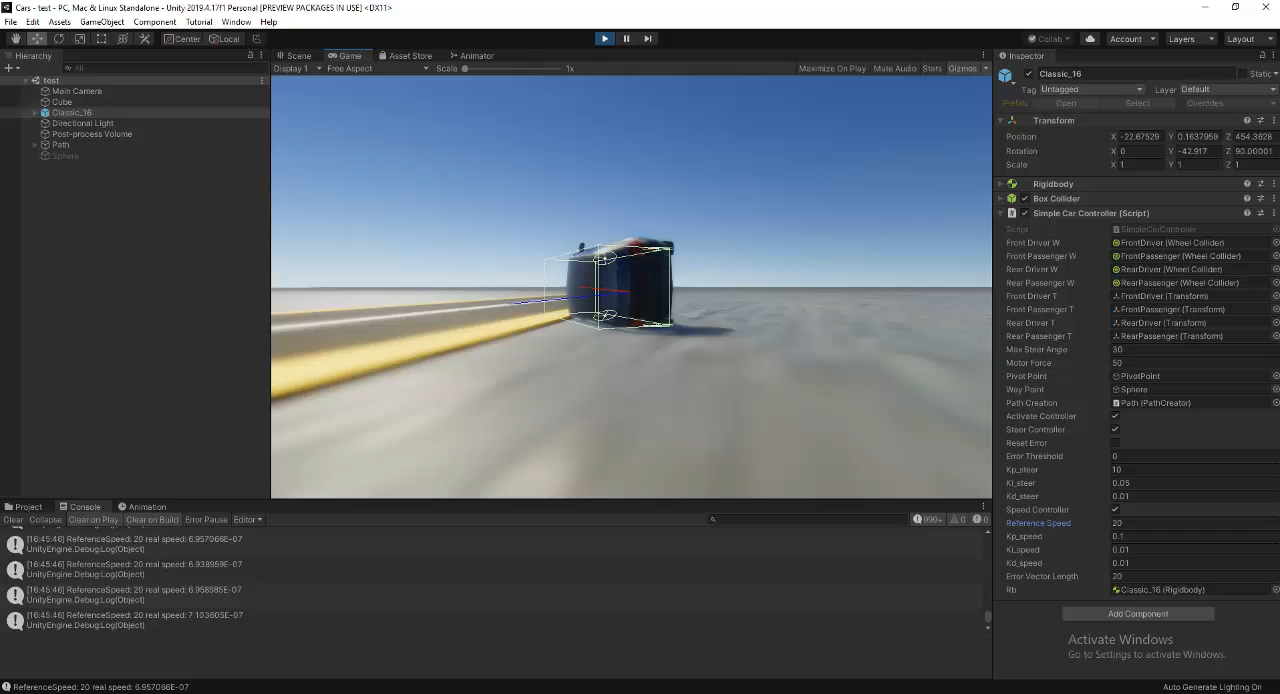 Cars - test - PC, Mac & Linux Standalone - Unity 2019.4.17f1 Personal [PREVIEW PACKAGES IN USE] <DX11>
File Edit Assets GameObject Component Tutorial Window Help
Center Local Collab Account Layers Layout
Hierarchy
All
test
Main Camera
Cube
Classic_16
Directional Light
Post-process Volume
Path
Sphere
Scene Game Asset Store Animator
Display 1 Free Aspect Scale 1x Maximize On Play Mute Audio Stats Gizmos
Inspector
Classic_16 Static
Tag Untagged Layer Default
Prefab Open Select Overrides
Transform
Position X -22.67529 Y 0.1637959 Z 454.3628
Rotation X 0 Y -42.917 Z 90.00001
Scale X 1 Y 1 Z 1
Rigidbody
Box Collider
Simple Car Controller (Script)
Script SimpleCarController
Front Driver W FrontDriver (Wheel Collider)
Front Passenger W FrontPassenger (Wheel Collider)
Rear Driver W RearDriver (Wheel Collider)
Rear Passenger W RearPassenger (Wheel Collider)
Front Driver T FrontDriver (Transform)
Front Passenger T FrontPassenger (Transform)
Rear Driver T RearDriver (Transform)
Rear Passenger T RearPassenger (Transform)
Max Steer Angle 30
Motor Force 50
Pivot Point PivotPoint
Way Point Sphere
Path Creation Path (PathCreator)
Activate Controller
Steer Controller
Reset Error
Error Threshold 0
Kp_steer 10
Ki_steer 0.05
Kd_steer 0.01
Speed Controller
Reference Speed 20
Kp_speed 0.1
Ki_speed 0.01
Kd_speed 0.01
Error Vector Length 20
Rb Classic_16 (Rigidbody)
Add Component
Activate Windows
Go to Settings to activate Windows.
Project Console Animation
Clear Collapse Clear on Play Clear on Build Error Pause Editor 999+ 0 0
[16:45:46] ReferenceSpeed: 20 real speed: 6.957066E-07
UnityEngine.Debug:Log(Object)
[16:45:46] ReferenceSpeed: 20 real speed: 6.938959E-07
UnityEngine.Debug:Log(Object)
[16:45:46] ReferenceSpeed: 20 real speed: 6.958585E-07
UnityEngine.Debug:Log(Object)
[16:45:46] ReferenceSpeed: 20 real speed: 7.103605E-07
UnityEngine.Debug:Log(Object)
ReferenceSpeed: 20 real speed: 6.957066E-07
Auto Generate Lighting On